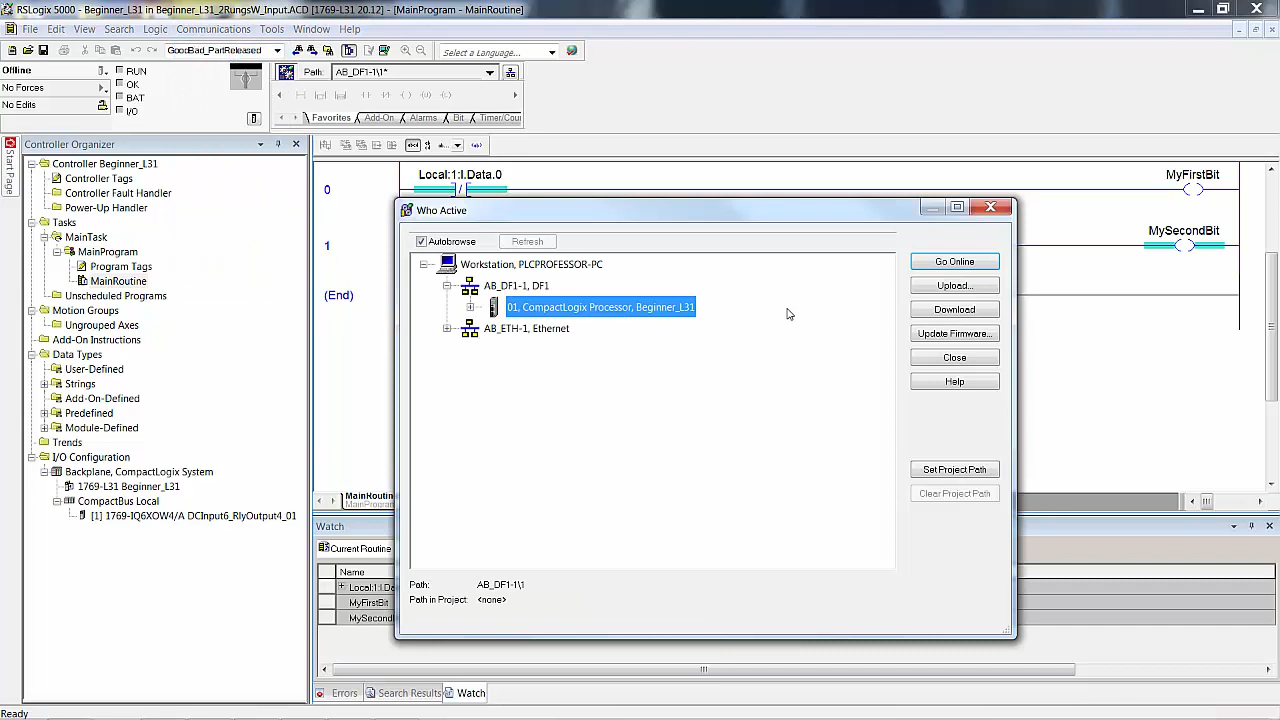 RSLogix 5000 - Beginner_L31 in Beginner_L31_2RungsW_Input.ACD [1769-L31 20.12] - [MainProgram - MainRoutine]
File Edit View Search Logic Communications Tools Window Help
GoodBad_PartReleased
Select a Language...
Offline
RUN
No Forces
OK
BAT
No Edits
I/O
Path: AB_DF1-1\1*
Favorites Add-On Alarms Bit Timer/Cou
Start Page
Controller Organizer
Controller Beginner_L31
Controller Tags
Controller Fault Handler
Power-Up Handler
Tasks
MainTask
MainProgram
Program Tags
MainRoutine
Unscheduled Programs
Motion Groups
Ungrouped Axes
Add-On Instructions
Data Types
User-Defined
Strings
Add-On-Defined
Predefined
Module-Defined
Trends
I/O Configuration
Backplane, CompactLogix System
1769-L31 Beginner_L31
CompactBus Local
[1] 1769-IQ6XOW4/A DCInput6_RlyOutput4_01
Local:1:I.Data.0
MyFirstBit
0
1
MySecondBit
(End)
Who Active
Autobrowse
Refresh
Workstation, PLCPROFESSOR-PC
AB_DF1-1, DF1
01, CompactLogix Processor, Beginner_L31
AB_ETH-1, Ethernet
Go Online
Upload...
Download
Update Firmware...
Close
Help
Set Project Path
Clear Project Path
Path: AB_DF1-1\1
Path in Project: <none>
MainRoutin
MainProgram
Watch
Current Routine
Name
Local:1:I.Da
MyFirstBit
MySecond
Errors Search Results Watch
Ready